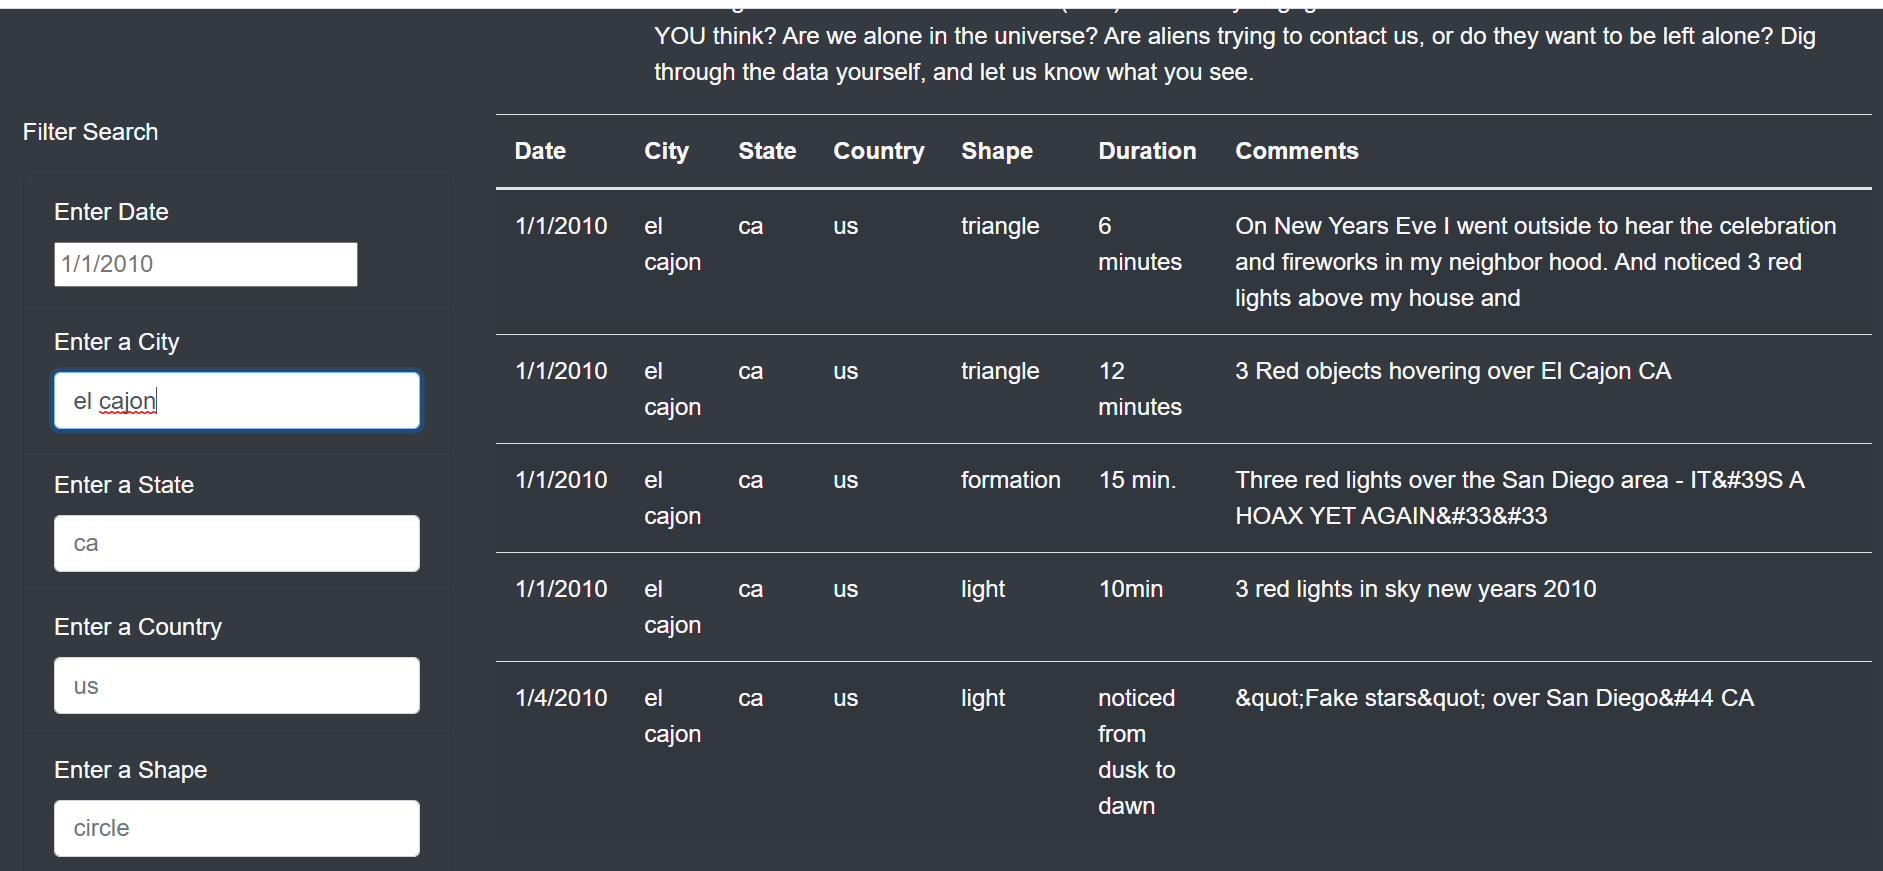 YOU think? Are we alone in the universe? Are aliens trying to contact us, or do they want to be left alone? Dig
through the data yourself, and let us know what you see.
Filter Search
Enter Date
1/1/2010
Enter a City
el cajon
Enter a State
ca
Enter a Country
us
Enter a Shape
circle
Date City State Country Shape Duration Comments
1/1/2010 el ca us triangle 6 On New Years Eve I went outside to hear the celebration
cajon minutes and fireworks in my neighbor hood. And noticed 3 red
lights above my house and
1/1/2010 el ca us triangle 12 3 Red objects hovering over El Cajon CA
cajon minutes
1/1/2010 el ca us formation 15 min. Three red lights over the San Diego area - IT&#39S A
cajon HOAX YET AGAIN&#33&#33
1/1/2010 el ca us light 10min 3 red lights in sky new years 2010
cajon
1/4/2010 el ca us light noticed &quot;Fake stars&quot; over San Diego&#44 CA
cajon from
dusk to
dawn